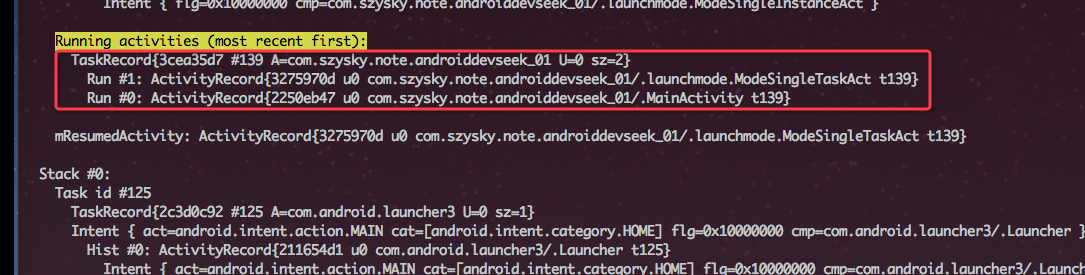 Intent { flg=0x10000000 cmp=com.szysky.note.androiddevseek_01/.launchmode.ModeSingleInstanceAct }
Running activities (most recent first):
TaskRecord{3cea35d7 #139 A=com.szysky.note.androiddevseek_01 U=0 sz=2}
Run #1: ActivityRecord{3275970d u0 com.szysky.note.androiddevseek_01/.launchmode.ModeSingleTaskAct t139}
Run #0: ActivityRecord{2250eb47 u0 com.szysky.note.androiddevseek_01/.MainActivity t139}
mResumedActivity: ActivityRecord{3275970d u0 com.szysky.note.androiddevseek_01/.launchmode.ModeSingleTaskAct t139}
Stack #0:
Task id #125
TaskRecord{2c3d0c92 #125 A=com.android.launcher3 U=0 sz=1}
Intent { act=android.intent.action.MAIN cat=[android.intent.category.HOME] flg=0x10000000 cmp=com.android.launcher3/.Launcher }
Hist #0: ActivityRecord{211654d1 u0 com.android.launcher3/.Launcher t125}
Intent { act=android.intent.action.MAIN cat=[android.intent.category.HOME] flg=0x10000000 cmp=com.android.launcher3/.Launc